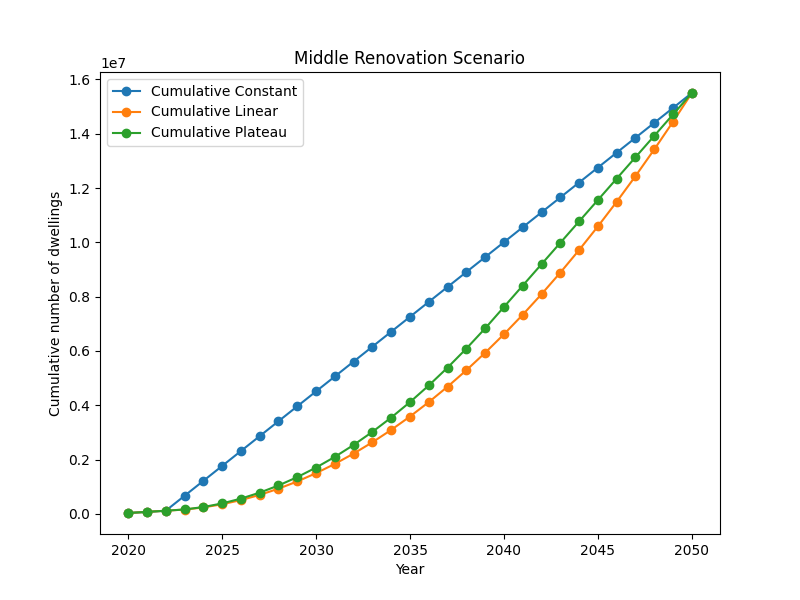 Middle Renovation Scenario
1e7
1.6
1.4
1.2
1.0
0.8
0.6
0.4
0.2
0.0
Cumulative number of dwellings
Cumulative Constant
Cumulative Linear
Cumulative Plateau
2020 2025 2030 2035 2040 2045 2050
Year